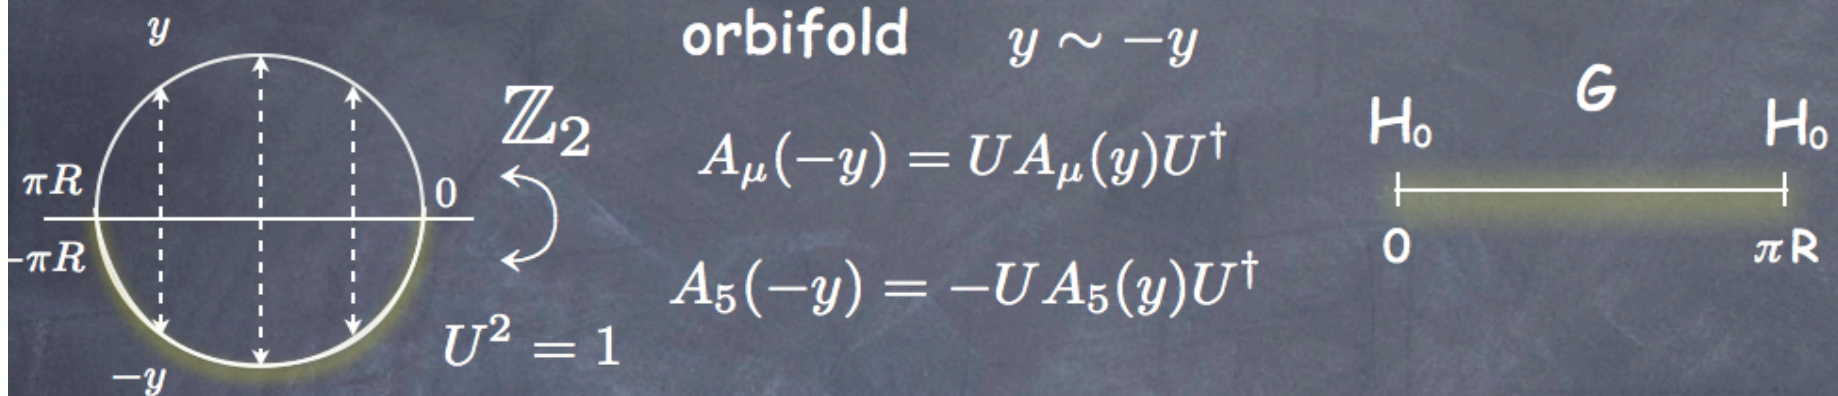 y
πR
0
−πR
−y
ℤ₂
U² = 1
orbifold y ∼ −y
A_μ(−y) = U A_μ(y) U†
A₅(−y) = −U A₅(y) U†
G
H₀ H₀
0 πR